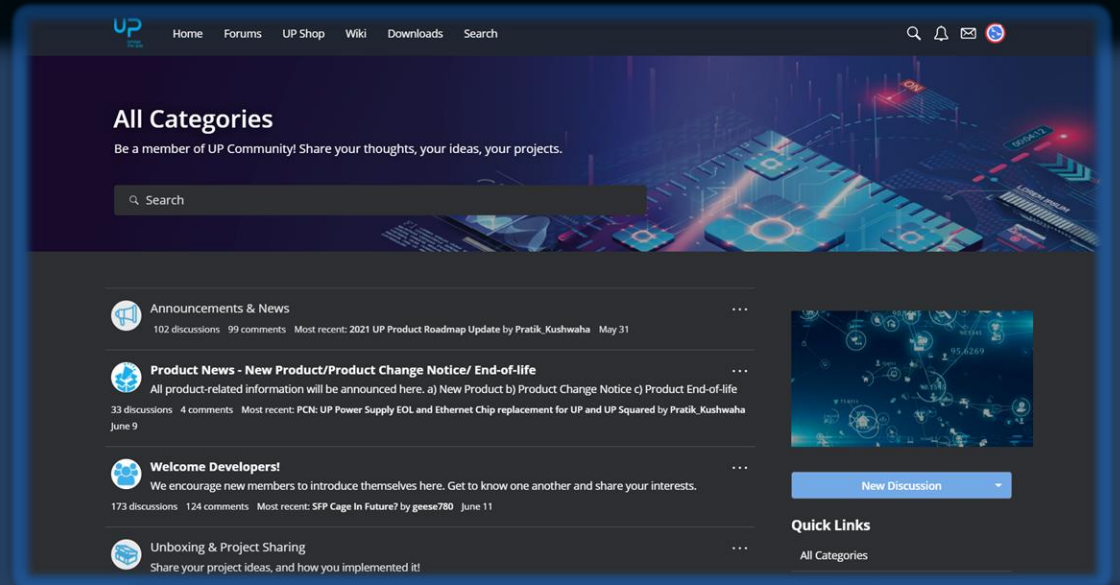 UP
Home Forums UP Shop Wiki Downloads Search
All Categories
Be a member of UP Community! Share your thoughts, your ideas, your projects.
Search
ON
00:04:12
LOREM IPSUM
Announcements & News
102 discussions 99 comments Most recent: 2021 UP Product Roadmap Update by Pratik_Kushwaha May 31
Product News - New Product/Product Change Notice/ End-of-life
All product-related information will be announced here. a) New Product b) Product Change Notice c) Product End-of-life
33 discussions 4 comments Most recent: PCN: UP Power Supply EOL and Ethernet Chip replacement for UP and UP Squared by Pratik_Kushwaha
June 9
Welcome Developers!
We encourage new members to introduce themselves here. Get to know one another and share your interests.
173 discussions 124 comments Most recent: SFP Cage In Future? by geese780 June 11
Unboxing & Project Sharing
Share your project ideas, and how you implemented it!
95.6269
New Discussion
Quick Links
All Categories